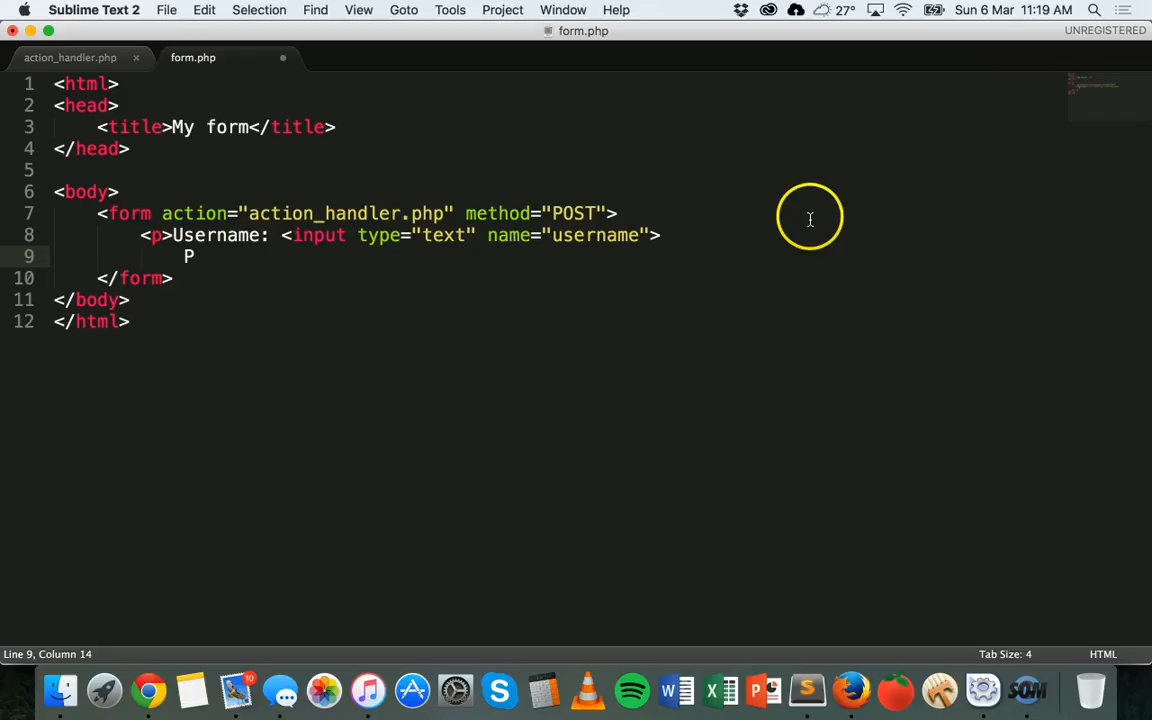 Sublime Text 2 File Edit Selection Find View Goto Tools Project Window Help 27° Sun 6 Mar 11:19 AM
form.php UNREGISTERED
action_handler.php × form.php
1 <html>
2 <head>
3 <title>My form</title>
4 </head>
5
6 <body>
7 <form action="action_handler.php" method="POST">
8 <p>Username: <input type="text" name="username">
9 P
10 </form>
11 </body>
12 </html>
Line 9, Column 14 Tab Size: 4 HTML
10
SOM